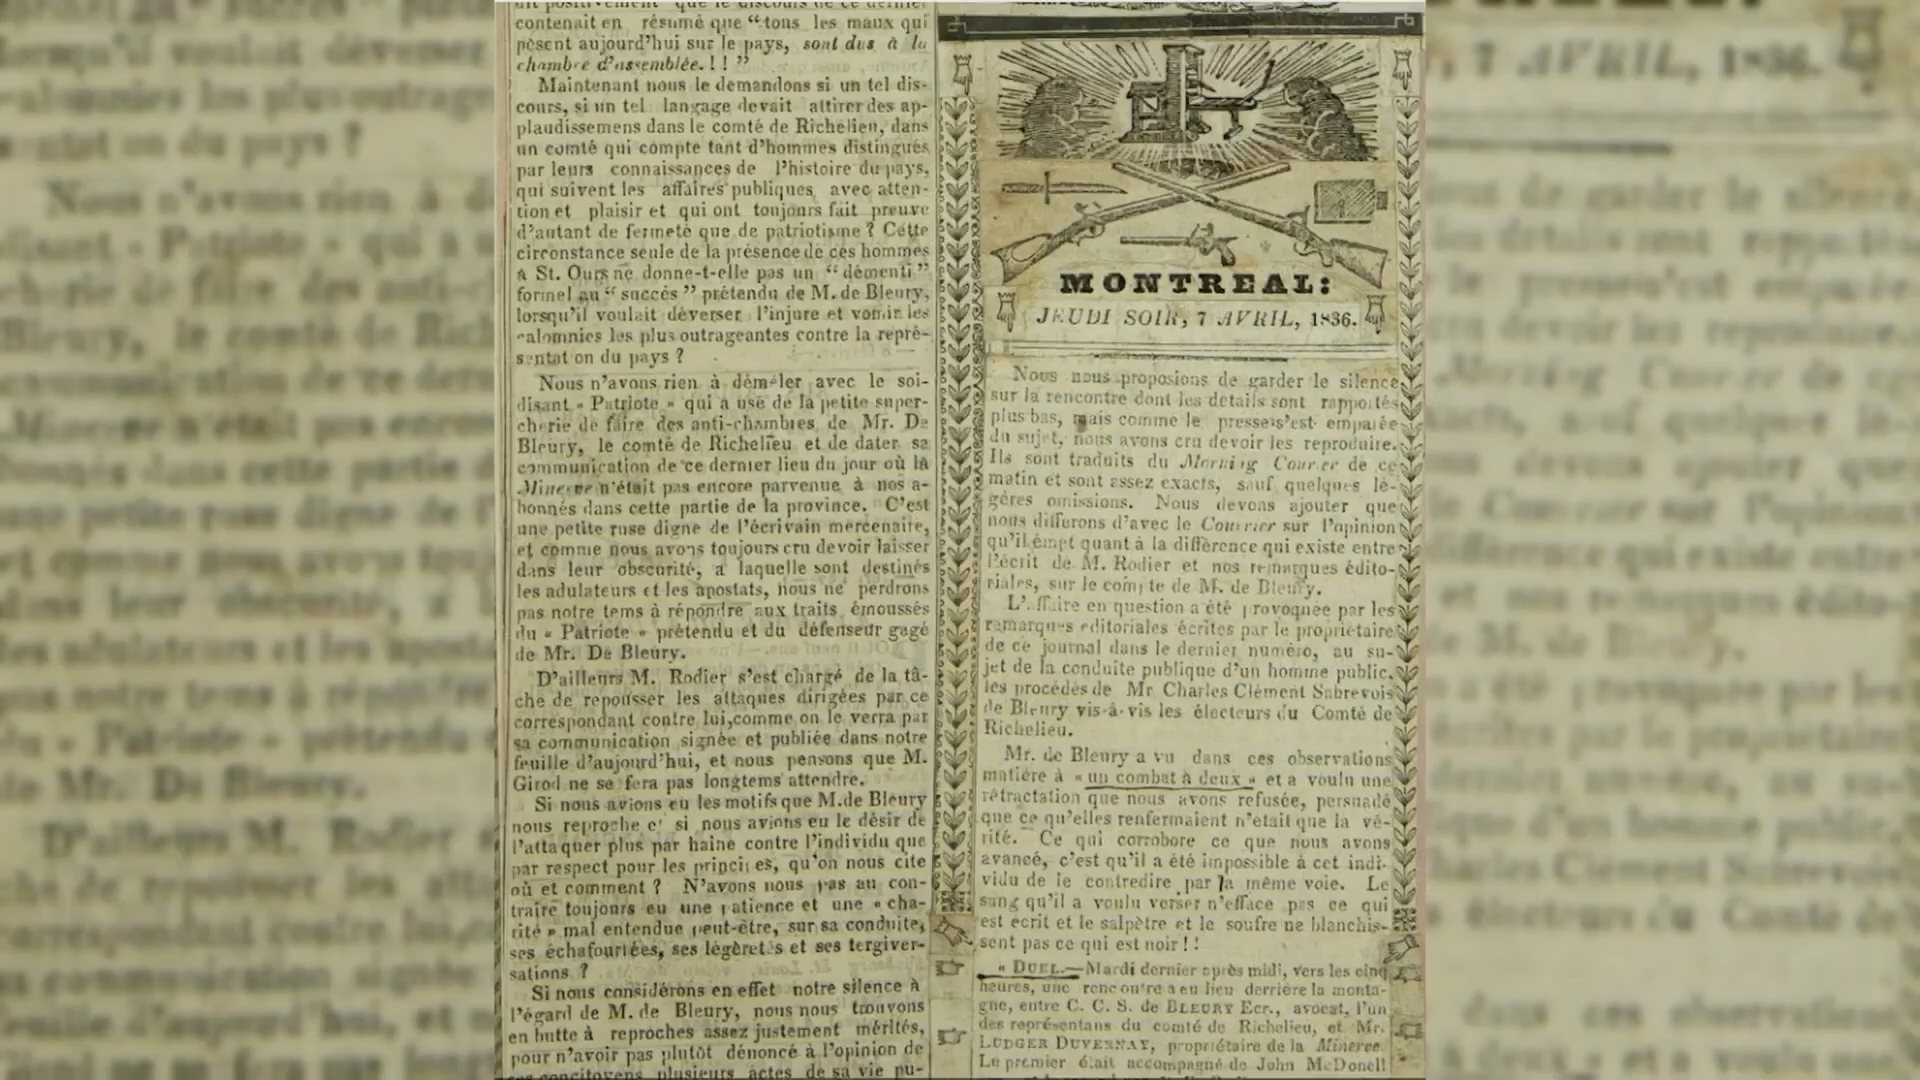 contenait en résumé que “ tous les maux qui
pèsent aujourd'hui sur le pays, sont dus à la
chambre d'assemblée. ! ! ”
Maintenant nous le demandons si un tel dis-
cours, si un tel langage devait attirer des ap-
plaudissemens dans le comté de Richelieu, dans
un comté qui compte tant d'hommes distingués
par leurs connaissances de l'histoire du pays,
qui suivent les affaires publiques avec atten-
tion et plaisir et qui ont toujours fait preuve
d'autant de fermeté que de patriotisme ? Cette
circonstance seule de la présence de ces hommes
à St. Ours ne donne-t-elle pas un “ démenti ”
formel au “ succès ” prétendu de M. de Bleury,
lorsqu'il voulait déverser l'injure et vomir les
calomnies les plus outrageantes contre la repré-
sentation du pays ?
Nous n'avons rien à démêler avec le soi-
disant « Patriote » qui a usé de la petite super-
cherie de faire des anti-chambres de Mr. De
Bleury, le comté de Richelieu et de dater sa
communication de ce dernier lieu du jour où la
Minerve n'était pas encore parvenue à nos a-
bonnés dans cette partie de la province. C'est
une petite ruse digne de l'écrivain mercenaire,
et comme nous avons toujours cru devoir laisser
dans leur obscurité, à laquelle sont destinés
les adulateurs et les apostats, nous ne perdrons
pas notre tems à répondre aux traits émoussés
du « Patriote » prétendu et du défenseur gagé
de Mr. De Bleury.
D'ailleurs M. Rodier s'est chargé de la tâ-
che de repousser les attaques dirigées par ce
correspondant contre lui, comme on le verra par
sa communication signée et publiée dans notre
feuille d'aujourd'hui, et nous pensons que M.
Girod ne se fera pas longtems attendre.
Si nous avions eu les motifs que M. de Bleury
nous reproche et si nous avions eu le désir de
l'attaquer plus par haine contre l'individu que
par respect pour les principes, qu'on nous cite
où et comment ? N'avons nous pas au con-
traire toujours eu une patience et une « cha-
rité » mal entendue peut-être, sur sa conduite,
ses échafourées, ses légèretés et ses tergiver-
sations ?
Si nous considérons en effet notre silence à
l'égard de M. de Bleury, nous nous trouvons
en butte à reproches assez justement mérités,
pour n'avoir pas plutôt dénoncé à l'opinion de
ses concitoyens plusieurs actes de sa vie pu-
MONTREAL:
JEUDI SOIR, 7 AVRIL, 1836.
Nous nous proposions de garder le silence
sur la rencontre dont les details sont rapportés
plus bas, mais comme le presse s'est emparée
du sujet, nous avons cru devoir les reproduire.
Ils sont traduits du Morning Courier de ce
matin et sont assez exacts, sauf quelques lé-
gères omissions. Nous devons ajouter que
nous differons d'avec le Courrier sur l'opinion
qu'il émet quant à la différence qui existe entre
l'écrit de M. Rodier et nos remarques édito-
riales, sur le compte de M. de Bleury.
L'affaire en question a été provoquée par les
remarques editoriales écrites par le propriétaire
de ce journal dans le dernier numéro, au su-
jet de la conduite publique d'un homme public,
les procédés de Mr Charles Clément Sabrevois
de Bleury vis-à-vis les électeurs du Comté de
Richelieu.
Mr. de Bleury a vu dans ces observations
matière à « un combat à deux » et a voulu une
rétractation que nous avons refusée, persuadé
que ce qu'elles renfermaient n'était que la vé-
rité. Ce qui corrobore ce que nous avons
avancé, c'est qu'il a été impossible à cet indi-
vidu de le contredire par la même voie. Le
sang qu'il a voulu verser n'efface pas ce qui
est écrit et le salpètre et le soufre ne blanchis-
sent pas ce qui est noir ! !
« DUEL.—Mardi dernier après midi, vers les cinq
heures, une rencontre a eu lieu derrière la monta-
gne, entre C. C. S. de BLEURY Ecr., avocat, l'un
des représentans du comté de Richelieu, et Mr.
LUDGER DUVERNAY, propriétaire de la Minerve.
Le premier était accompagné de John McDonell